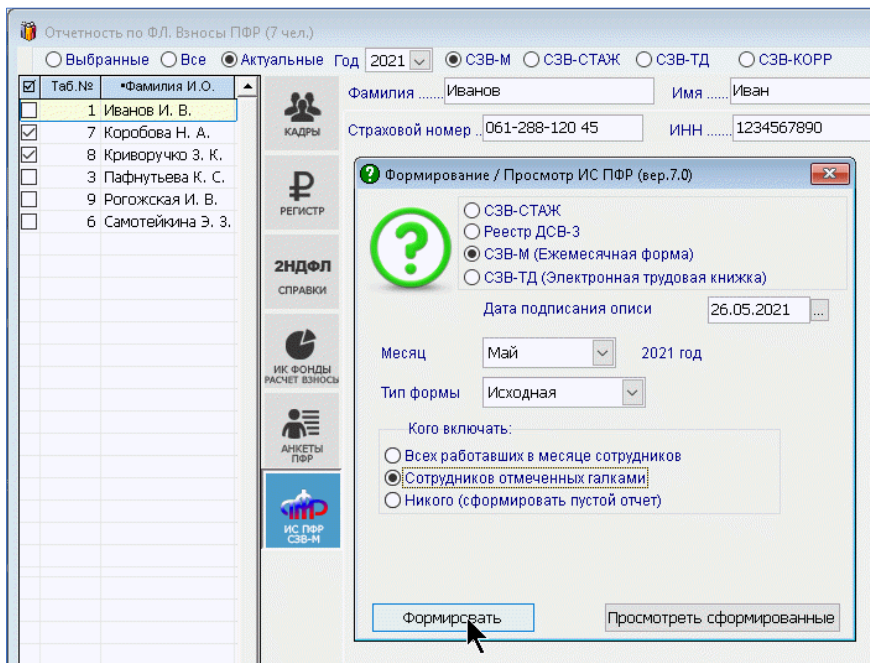 Отчетность по ФЛ. Взносы ПФР (7 чел.)
Выбранные Все Актуальные Год 2021 СЗВ-М СЗВ-СТАЖ СЗВ-ТД СЗВ-КОРР
Таб.№ •Фамилия И.О.
1 Иванов И. В.
7 Коробова Н. А.
8 Криворучко З. К.
3 Пафнутьева К. С.
9 Рогожская И. В.
6 Самотейкина Э. З.
КАДРЫ
РЕГИСТР
2НДФЛ
СПРАВКИ
ИК ФОНДЫ
РАСЧЕТ ВЗНОСЫ
АНКЕТЫ
ПФР
ИС ПФР
СЗВ-М
Фамилия ...... Иванов Имя ..... Иван
Страховой номер .. 061-288-120 45 ИНН ...... 1234567890
Формирование / Просмотр ИС ПФР (вер.7.0)
СЗВ-СТАЖ
Реестр ДСВ-3
СЗВ-М (Ежемесячная форма)
СЗВ-ТД (Электронная трудовая книжка)
Дата подписания описи 26.05.2021 ...
Месяц Май 2021 год
Тип формы Исходная
Кого включать:
Всех работавших в месяце сотрудников
Сотрудников отмеченных галками
Никого (сформировать пустой отчет)
Формировать Просмотреть сформированные